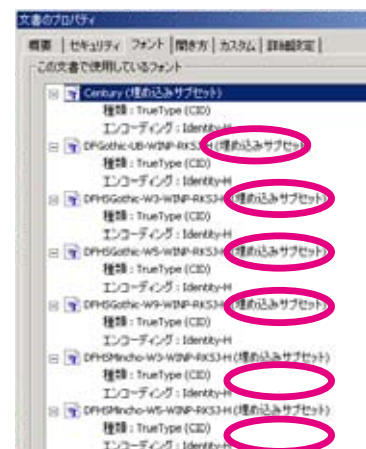 文書のプロパティ
概要 セキュリティ フォント 開き方 カスタム 詳細設定
この文書で使用しているフォント
Century (埋め込みサブセット)
種類 : TrueType (CID)
エンコーディング : Identity-H
DFGothic-UB-WINP-RKSJ-H (埋め込みサブセット)
種類 : TrueType (CID)
エンコーディング : Identity-H
DFHSGothic-W3-WINP-RKSJ-H (埋め込みサブセット)
種類 : TrueType (CID)
エンコーディング : Identity-H
DFHSGothic-W5-WINP-RKSJ-H (埋め込みサブセット)
種類 : TrueType (CID)
エンコーディング : Identity-H
DFHSGothic-W9-WINP-RKSJ-H (埋め込みサブセット)
種類 : TrueType (CID)
エンコーディング : Identity-H
DFHSMincho-W3-WINP-RKSJ-H (埋め込みサブセット)
種類 : TrueType (CID)
エンコーディング : Identity-H
DFHSMincho-W5-WINP-RKSJ-H (埋め込みサブセット)
種類 : TrueType (CID)
エンコーディング : Identity-H